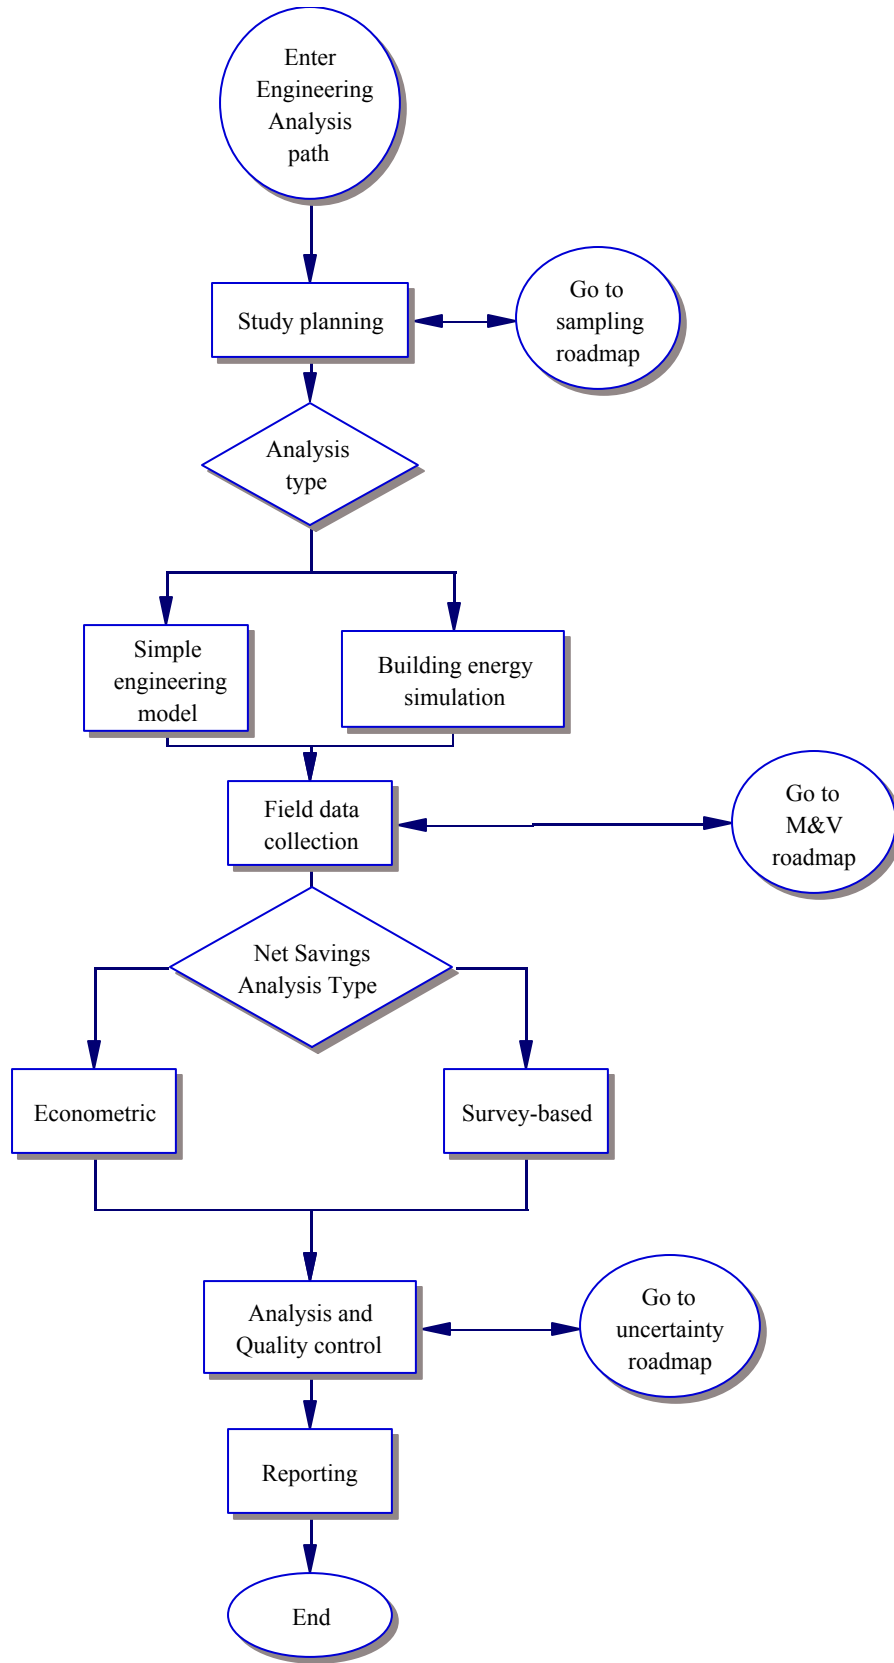 Enter
Engineering
Analysis
path
Study planning
Go to
sampling
roadmap
Analysis
type
Simple
engineering
model
Building energy
simulation
Field data
collection
Go to
M&V
roadmap
Net Savings
Analysis Type
Econometric
Survey-based
Analysis and
Quality control
Go to
uncertainty
roadmap
Reporting
End